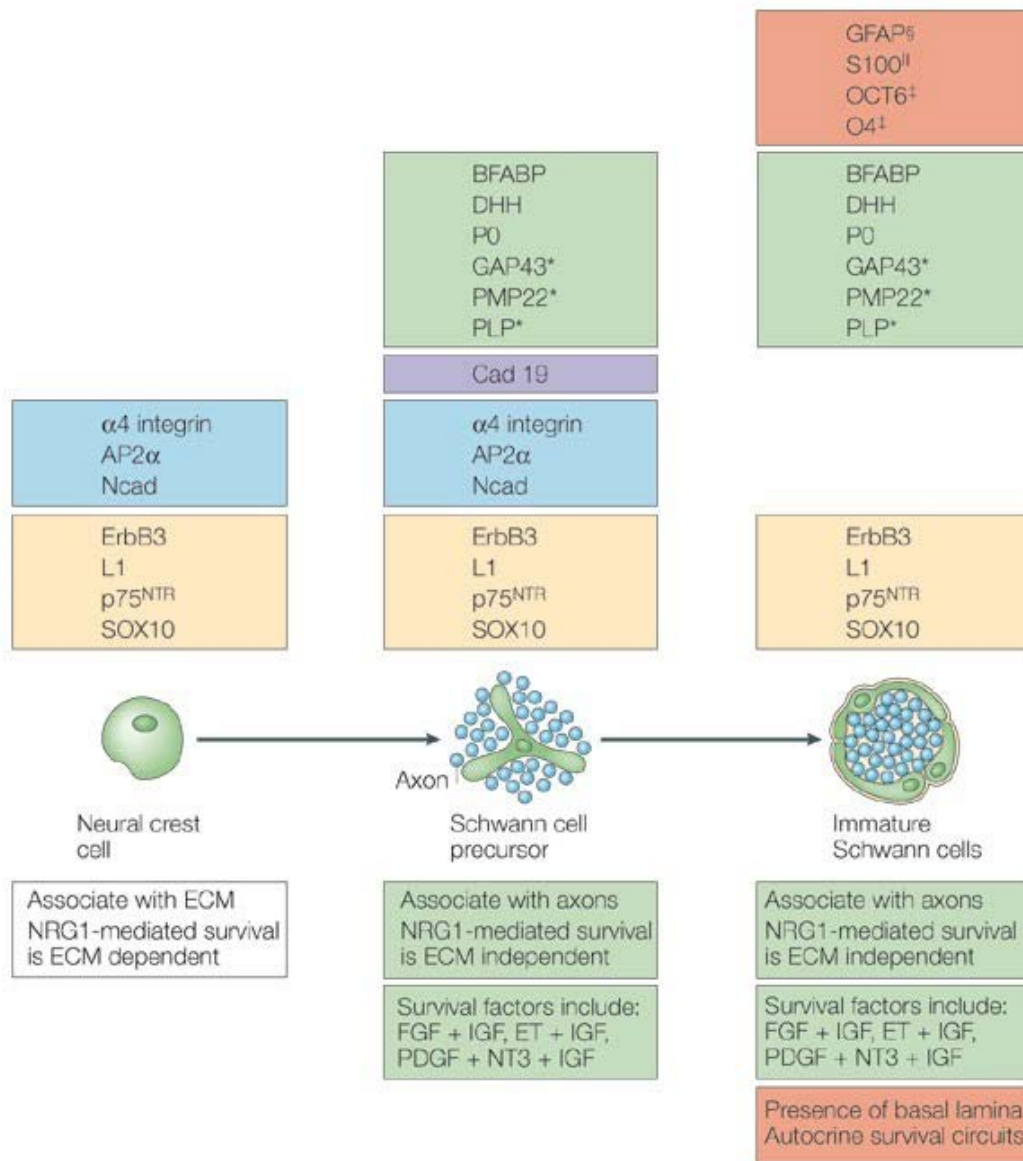 GFAP§
S100||
OCT6‡
O4‡
BFABP
DHH
P0
GAP43*
PMP22*
PLP*
BFABP
DHH
P0
GAP43*
PMP22*
PLP*
Cad 19
α4 integrin
AP2α
Ncad
α4 integrin
AP2α
Ncad
ErbB3
L1
p75NTR
SOX10
ErbB3
L1
p75NTR
SOX10
ErbB3
L1
p75NTR
SOX10
Axon
Neural crest
cell
Schwann cell
precursor
Immature
Schwann cells
Associate with ECM
NRG1-mediated survival
is ECM dependent
Associate with axons
NRG1-mediated survival
is ECM independent
Associate with axons
NRG1-mediated survival
is ECM independent
Survival factors include:
FGF + IGF, ET + IGF,
PDGF + NT3 + IGF
Survival factors include:
FGF + IGF, ET + IGF,
PDGF + NT3 + IGF
Presence of basal lamina
Autocrine survival circuits